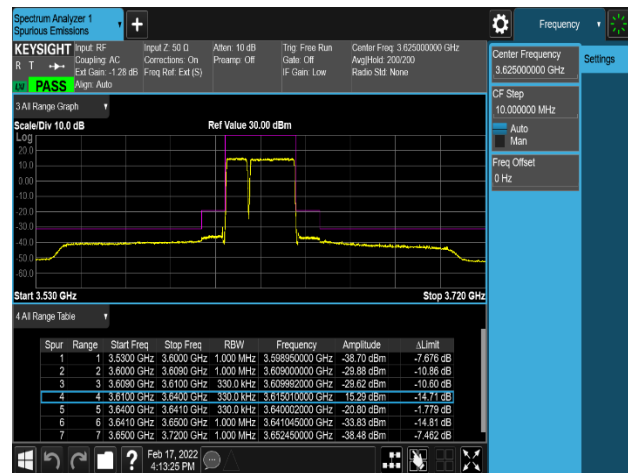 Spectrum Analyzer 1
Spurious Emissions
Frequency
KEYSIGHT
R T
LW
PASS
Input: RF
Coupling: AC
Ext Gain: -1.28 dB
Align: Auto
Input Z: 50 Ω
Corrections: On
Freq Ref: Ext (S)
Atten: 10 dB
Preamp: Off
Trig: Free Run
Gate: Off
IF Gain: Low
Center Freq: 3.625000000 GHz
Avg|Hold: 200/200
Radio Std: None
Center Frequency
3.625000000 GHz
Settings
CF Step
10.000000 MHz
Auto
Man
Freq Offset
0 Hz
3 All Range Graph
Scale/Div 10.0 dB
Ref Value 30.00 dBm
Log
20.0
10.0
0.00
-10.0
-20.0
-30.0
-40.0
-50.0
-60.0
Start 3.530 GHz
Stop 3.720 GHz
4 All Range Table
Spur Range Start Freq Stop Freq RBW Frequency Amplitude ΔLimit
1 1 3.5300 GHz 3.6000 GHz 1.000 MHz 3.598950000 GHz -38.70 dBm -7.676 dB
2 2 3.6000 GHz 3.6090 GHz 1.000 MHz 3.609000000 GHz -29.88 dBm -10.86 dB
3 3 3.6090 GHz 3.6100 GHz 330.0 kHz 3.609992000 GHz -29.62 dBm -10.60 dB
4 4 3.6100 GHz 3.6400 GHz 330.0 kHz 3.615010000 GHz 15.29 dBm -14.71 dB
5 5 3.6400 GHz 3.6410 GHz 330.0 kHz 3.640002000 GHz -20.80 dBm -1.779 dB
6 6 3.6410 GHz 3.6500 GHz 1.000 MHz 3.641045000 GHz -33.83 dBm -14.81 dB
7 7 3.6500 GHz 3.7200 GHz 1.000 MHz 3.652450000 GHz -38.48 dBm -7.462 dB
Feb 17, 2022
4:13:25 PM